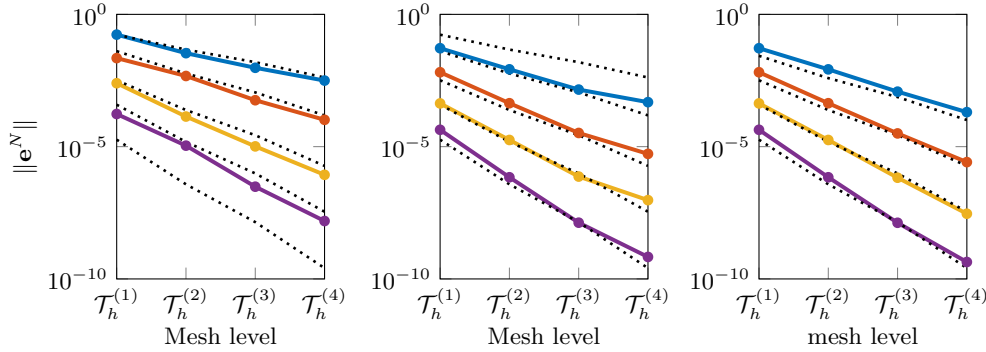 ‖e^N‖
10^0
10^−5
10^−10
𝒯_h^(1) 𝒯_h^(2) 𝒯_h^(3) 𝒯_h^(4)
Mesh level
10^0
10^−5
10^−10
𝒯_h^(1) 𝒯_h^(2) 𝒯_h^(3) 𝒯_h^(4)
Mesh level
10^0
10^−5
10^−10
𝒯_h^(1) 𝒯_h^(2) 𝒯_h^(3) 𝒯_h^(4)
mesh level